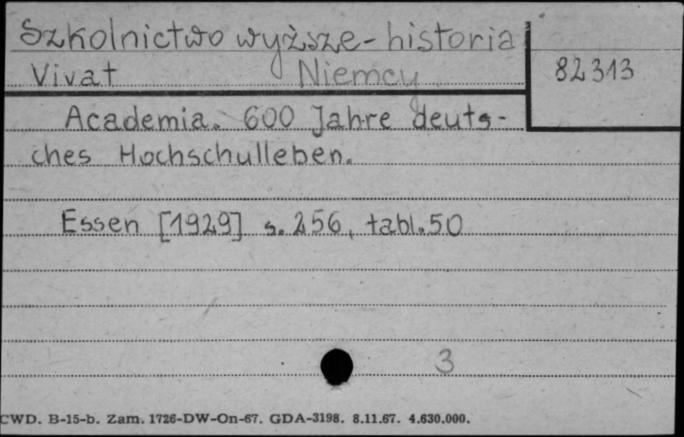 Szkolnictwo wyższe - historia
Vivat Niemcy 82313
Academia. 600 Jahre deuts-
ches Hochschulleben.
Essen [1929] s. 256, tabl. 50
3
CWD. B-15-b. Zam. 1726-DW-On-67. GDA-3198. 8.11.67. 4.630.000.